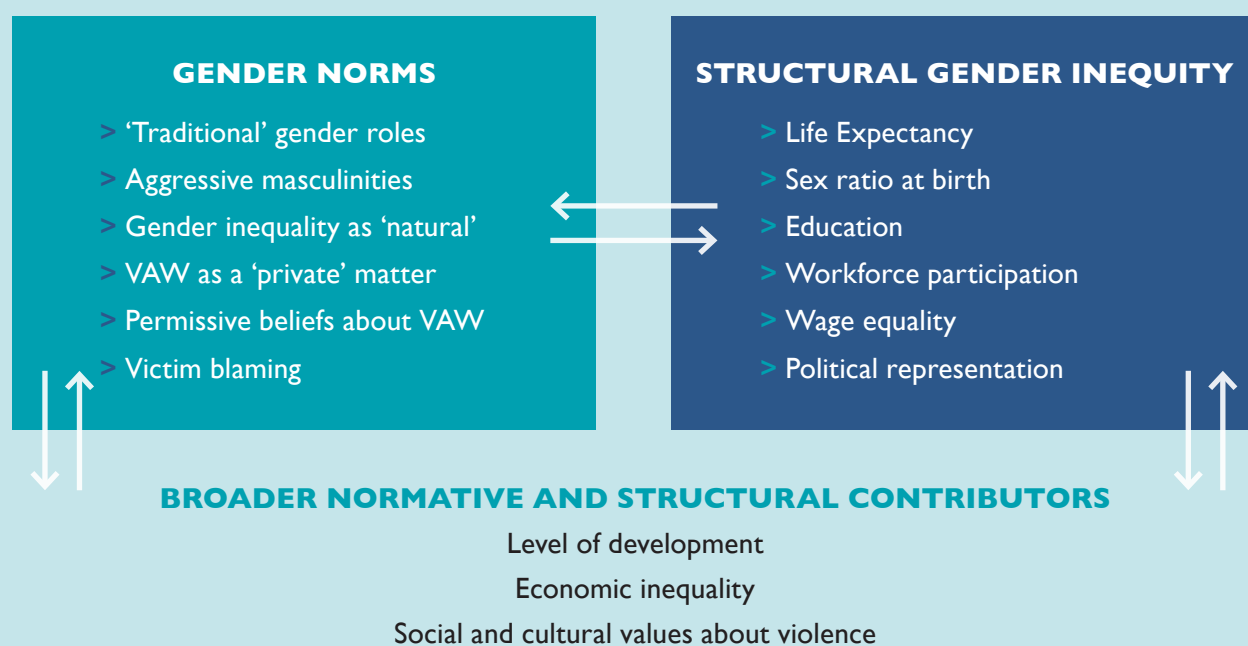 GENDER NORMS
> ‘Traditional’ gender roles
> Aggressive masculinities
> Gender inequality as ‘natural’
> VAW as a ‘private’ matter
> Permissive beliefs about VAW
> Victim blaming
STRUCTURAL GENDER INEQUITY
> Life Expectancy
> Sex ratio at birth
> Education
> Workforce participation
> Wage equality
> Political representation
BROADER NORMATIVE AND STRUCTURAL CONTRIBUTORS
Level of development
Economic inequality
Social and cultural values about violence